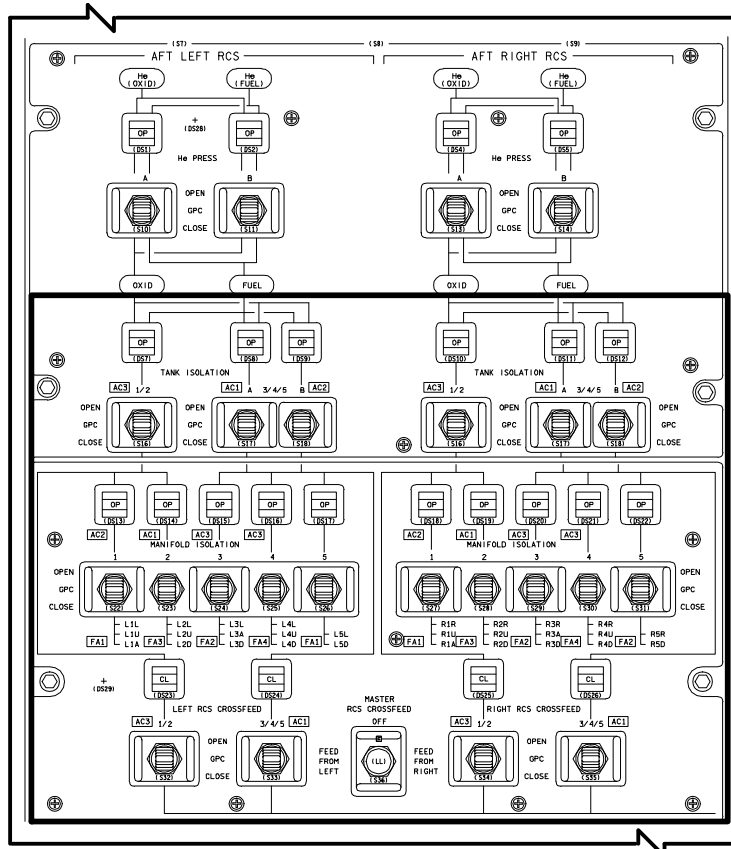 (S7) (S8) (S9)
AFT LEFT RCS AFT RIGHT RCS
He (OXID) He (FUEL) He (OXID) He (FUEL)
(DS28)
OP OP OP OP
(DS1) (DS2) (DS4) (DS5)
He PRESS He PRESS
A B A B
OPEN OPEN
GPC GPC
CLOSE CLOSE
(S10) (S11) (S13) (S14)
OXID FUEL OXID FUEL
OP OP OP OP OP OP
(DS7) (DS8) (DS9) (DS10) (DS11) (DS12)
TANK ISOLATION TANK ISOLATION
AC3 1/2 AC1 A 3/4/5 B AC2 AC3 1/2 AC1 A 3/4/5 B AC2
OPEN OPEN OPEN OPEN
GPC GPC GPC GPC
CLOSE CLOSE CLOSE CLOSE
(S16) (S17) (S18) (S16) (S17) (S18)
OP OP OP OP OP OP OP OP OP OP
(DS13) (DS14) (DS15) (DS16) (DS17) (DS18) (DS19) (DS20) (DS21) (DS22)
AC2 AC1 AC3 AC3 AC2 AC1 AC3 AC3
MANIFOLD ISOLATION MANIFOLD ISOLATION
1 2 3 4 5 1 2 3 4 5
OPEN OPEN
GPC GPC
CLOSE CLOSE
(S22) (S23) (S24) (S25) (S26) (S27) (S28) (S29) (S30) (S31)
L1L L2L L3L L4L R1R R2R R3R R4R
L1U L2U L3A L4U L5L R1U R2U R3A R4U R5R
FA1 L1A FA3 L2D FA2 L3D FA4 L4D FA1 L5D FA1 R1A FA3 R2D FA2 R3D FA4 R4D FA2 R5D
CL CL CL CL
(DS29) (DS23) (DS24) (DS25) (DS26)
LEFT RCS CROSSFEED MASTER RCS CROSSFEED RIGHT RCS CROSSFEED
AC3 1/2 3/4/5 AC1 OFF AC3 1/2 3/4/5 AC1
OPEN OPEN
GPC FEED FROM LEFT (LL) FEED FROM RIGHT GPC
CLOSE CLOSE
(S32) (S33) (S36) (S34) (S35)